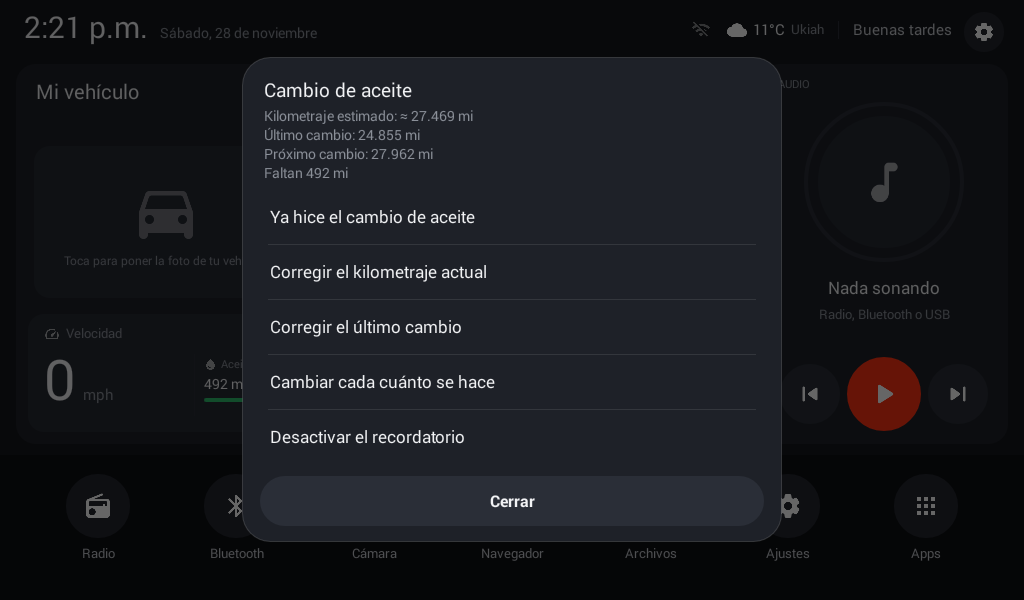 2:21 p.m.
Sábado, 28 de noviembre
11°C Ukiah
Buenas tardes
Mi vehículo
AUDIO
Cambio de aceite
Kilometraje estimado: ≈ 27.469 mi
Último cambio: 24.855 mi
Próximo cambio: 27.962 mi
Faltan 492 mi
Ya hice el cambio de aceite
Corregir el kilometraje actual
Corregir el último cambio
Cambiar cada cuánto se hace
Desactivar el recordatorio
Cerrar
Toca para poner la foto de tu veh
Velocidad
0 mph
Acei
492 m
Nada sonando
Radio, Bluetooth o USB
Radio
Bluetooth
Cámara
Navegador
Archivos
Ajustes
Apps